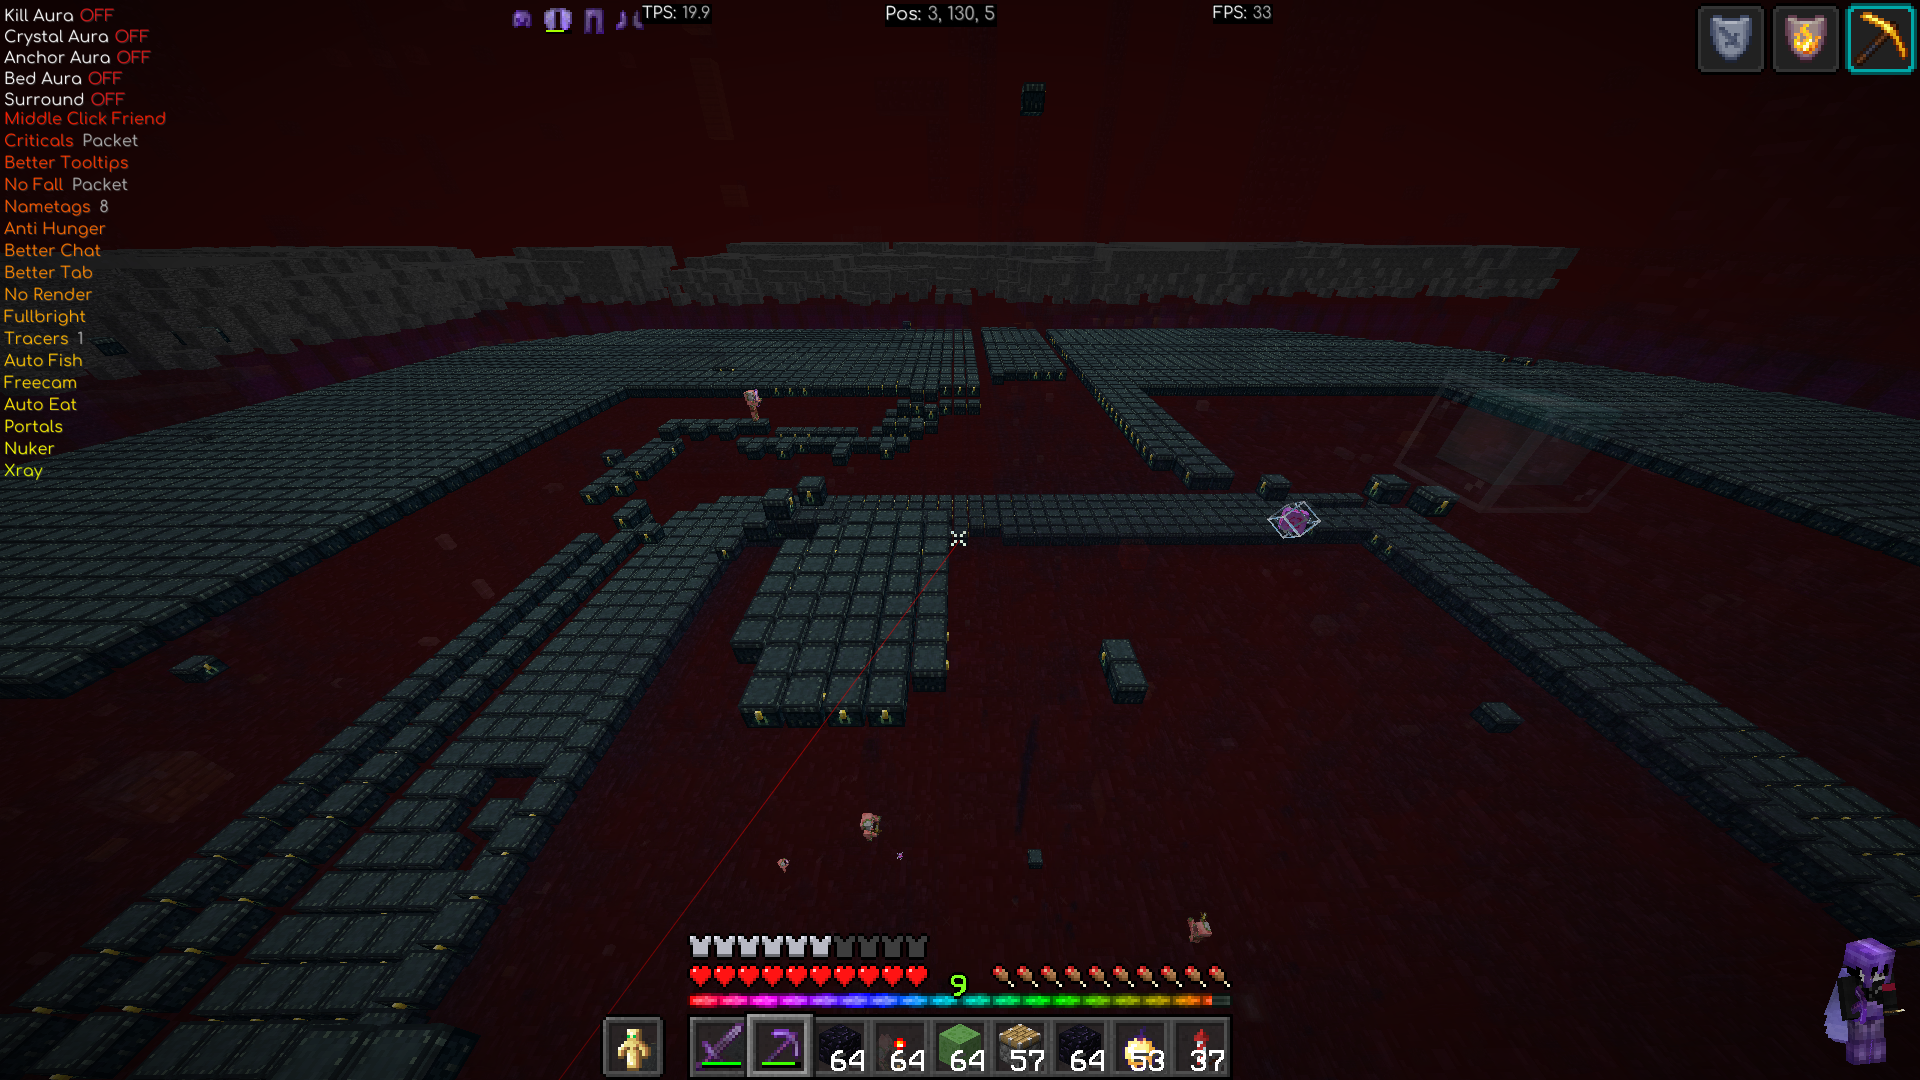 Kill Aura OFF
Crystal Aura OFF
Anchor Aura OFF
Bed Aura OFF
Surround OFF
Middle Click Friend
Criticals Packet
Better Tooltips
No Fall Packet
Nametags 8
Anti Hunger
Better Chat
Better Tab
No Render
Fullbright
Tracers 1
Auto Fish
Freecam
Auto Eat
Portals
Nuker
Xray
TPS: 19.9
Pos: 3, 130, 5
FPS: 33
9
64 64 64 57 64 53 37